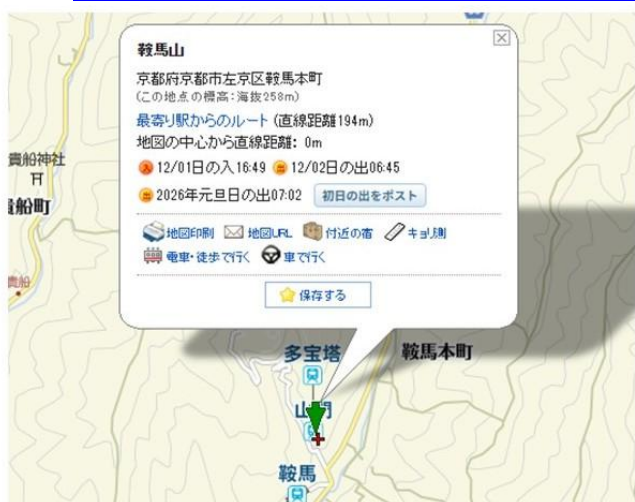 鞍馬山
京都府京都市左京区鞍馬本町
(この地点の標高:海抜258m)
最寄り駅からのルート (直線距離194m)
地図の中心から直線距離: 0m
入 12/01日の入16:49 出 12/02日の出06:45
出 2026年元旦日の出07:02 初日の出をポスト
地図印刷 地図URL 付近の宿 キョリ測
電車・徒歩で行く 車で行く
保存する
貴船神社
貴船町
貴船
多宝塔
鞍馬本町
山門
鞍馬